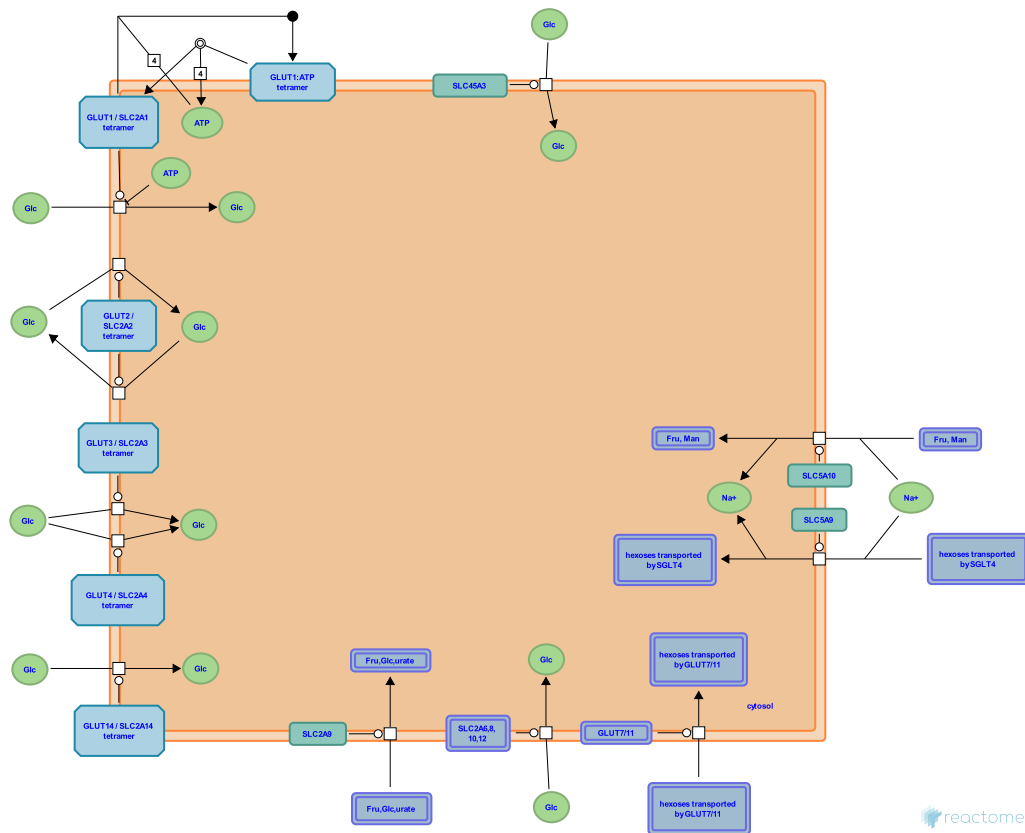 Glc
4
4
GLUT1:ATP
tetramer
SLC45A3
GLUT1 / SLC2A1
tetramer
ATP
Glc
ATP
Glc
Glc
GLUT2 /
SLC2A2
tetramer
Glc
Glc
GLUT3 / SLC2A3
tetramer
Fru, Man
Fru, Man
SLC5A10
Na+
Na+
Glc
Glc
SLC5A9
hexoses transported
by SGLT4
hexoses transported
by SGLT4
GLUT4 / SLC2A4
tetramer
Glc
Glc
Fru,Glc,urate
Glc
hexoses transported
by GLUT7/11
cytosol
GLUT14 / SLC2A14
tetramer
SLC2A9
SLC2A6,8,
10,12
GLUT7/11
Fru,Glc,urate
Glc
hexoses transported
by GLUT7/11
reactome